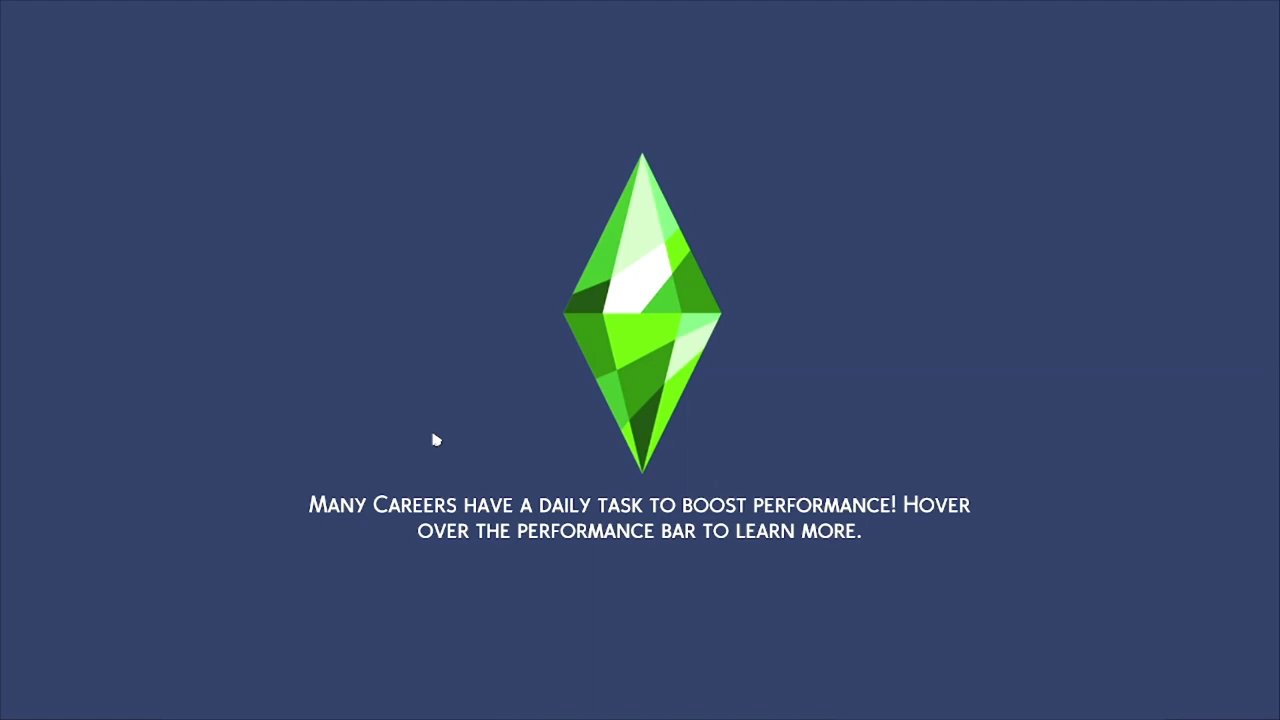 Many Careers have a daily task to boost performance! Hover
over the performance bar to learn more.